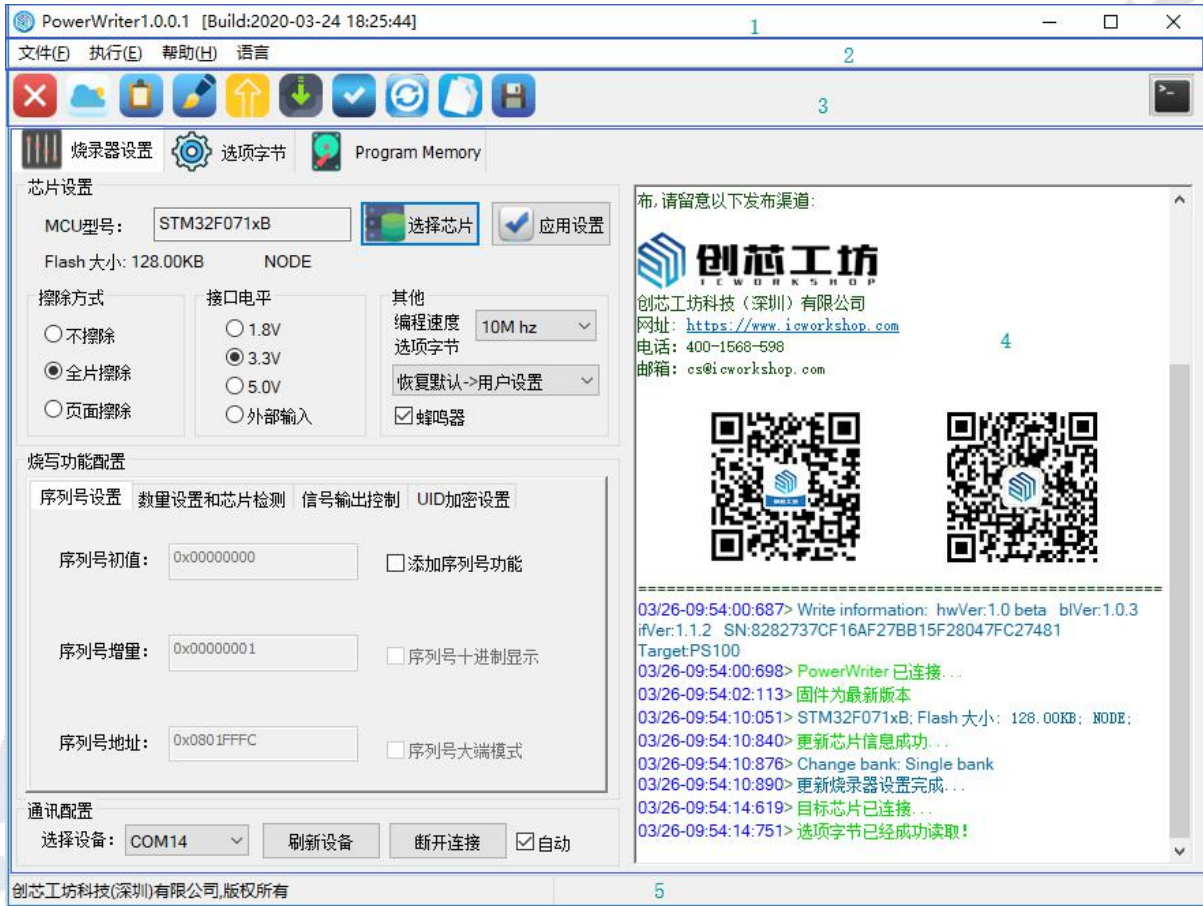 PowerWriter1.0.0.1 [Build:2020-03-24 18:25:44]
1
文件(F) 执行(E) 帮助(H) 语言
2
3
烧录器设置 选项字节 Program Memory
芯片设置
MCU型号: STM32F071xB 选择芯片 应用设置
Flash 大小: 128.00KB NODE
擦除方式
不擦除
全片擦除
页面擦除
接口电平
1.8V
3.3V
5.0V
外部输入
其他
编程速度 10M hz
选项字节
恢复默认->用户设置
蜂鸣器
烧写功能配置
序列号设置 数量设置和芯片检测 信号输出控制 UID加密设置
序列号初值: 0x00000000 添加序列号功能
序列号增量: 0x00000001 序列号十进制显示
序列号地址: 0x0801FFFC 序列号大端模式
通讯配置
选择设备: COM14 刷新设备 断开连接 自动
布,请留意以下发布渠道:
创芯工坊
ICWORKSHOP
创芯工坊科技（深圳）有限公司
网址: https://www.icworkshop.com
电话: 400-1568-598
邮箱: cs@icworkshop.com
4
创芯工坊
==========================================================
03/26-09:54:00:687> Write information: hwVer:1.0 beta blVer:1.0.3
ifVer:1.1.2 SN:8282737CF16AF27BB15F28047FC27481
Target:PS100
03/26-09:54:00:698> PowerWriter 已连接...
03/26-09:54:02:113> 固件为最新版本
03/26-09:54:10:051> STM32F071xB; Flash 大小: 128.00KB; NODE;
03/26-09:54:10:840> 更新芯片信息成功...
03/26-09:54:10:876> Change bank: Single bank
03/26-09:54:10:890> 更新烧录器设置完成...
03/26-09:54:14:619> 目标芯片已连接...
03/26-09:54:14:751> 选项字节已经成功读取!
创芯工坊科技(深圳)有限公司,版权所有
5